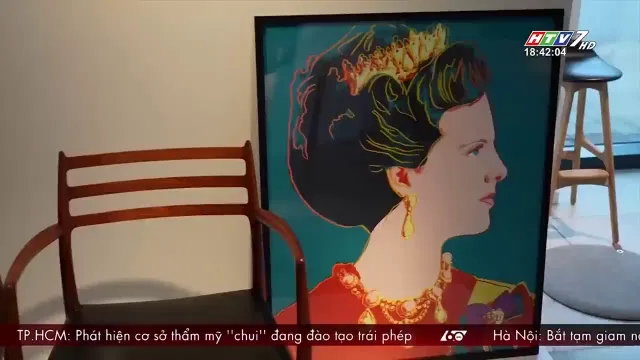 HTV7 HD
18:42:04
TP.HCM: Phát hiện cơ sở thẩm mỹ "chui" đang đào tạo trái phép 60 Hà Nội: Bắt tạm giam n